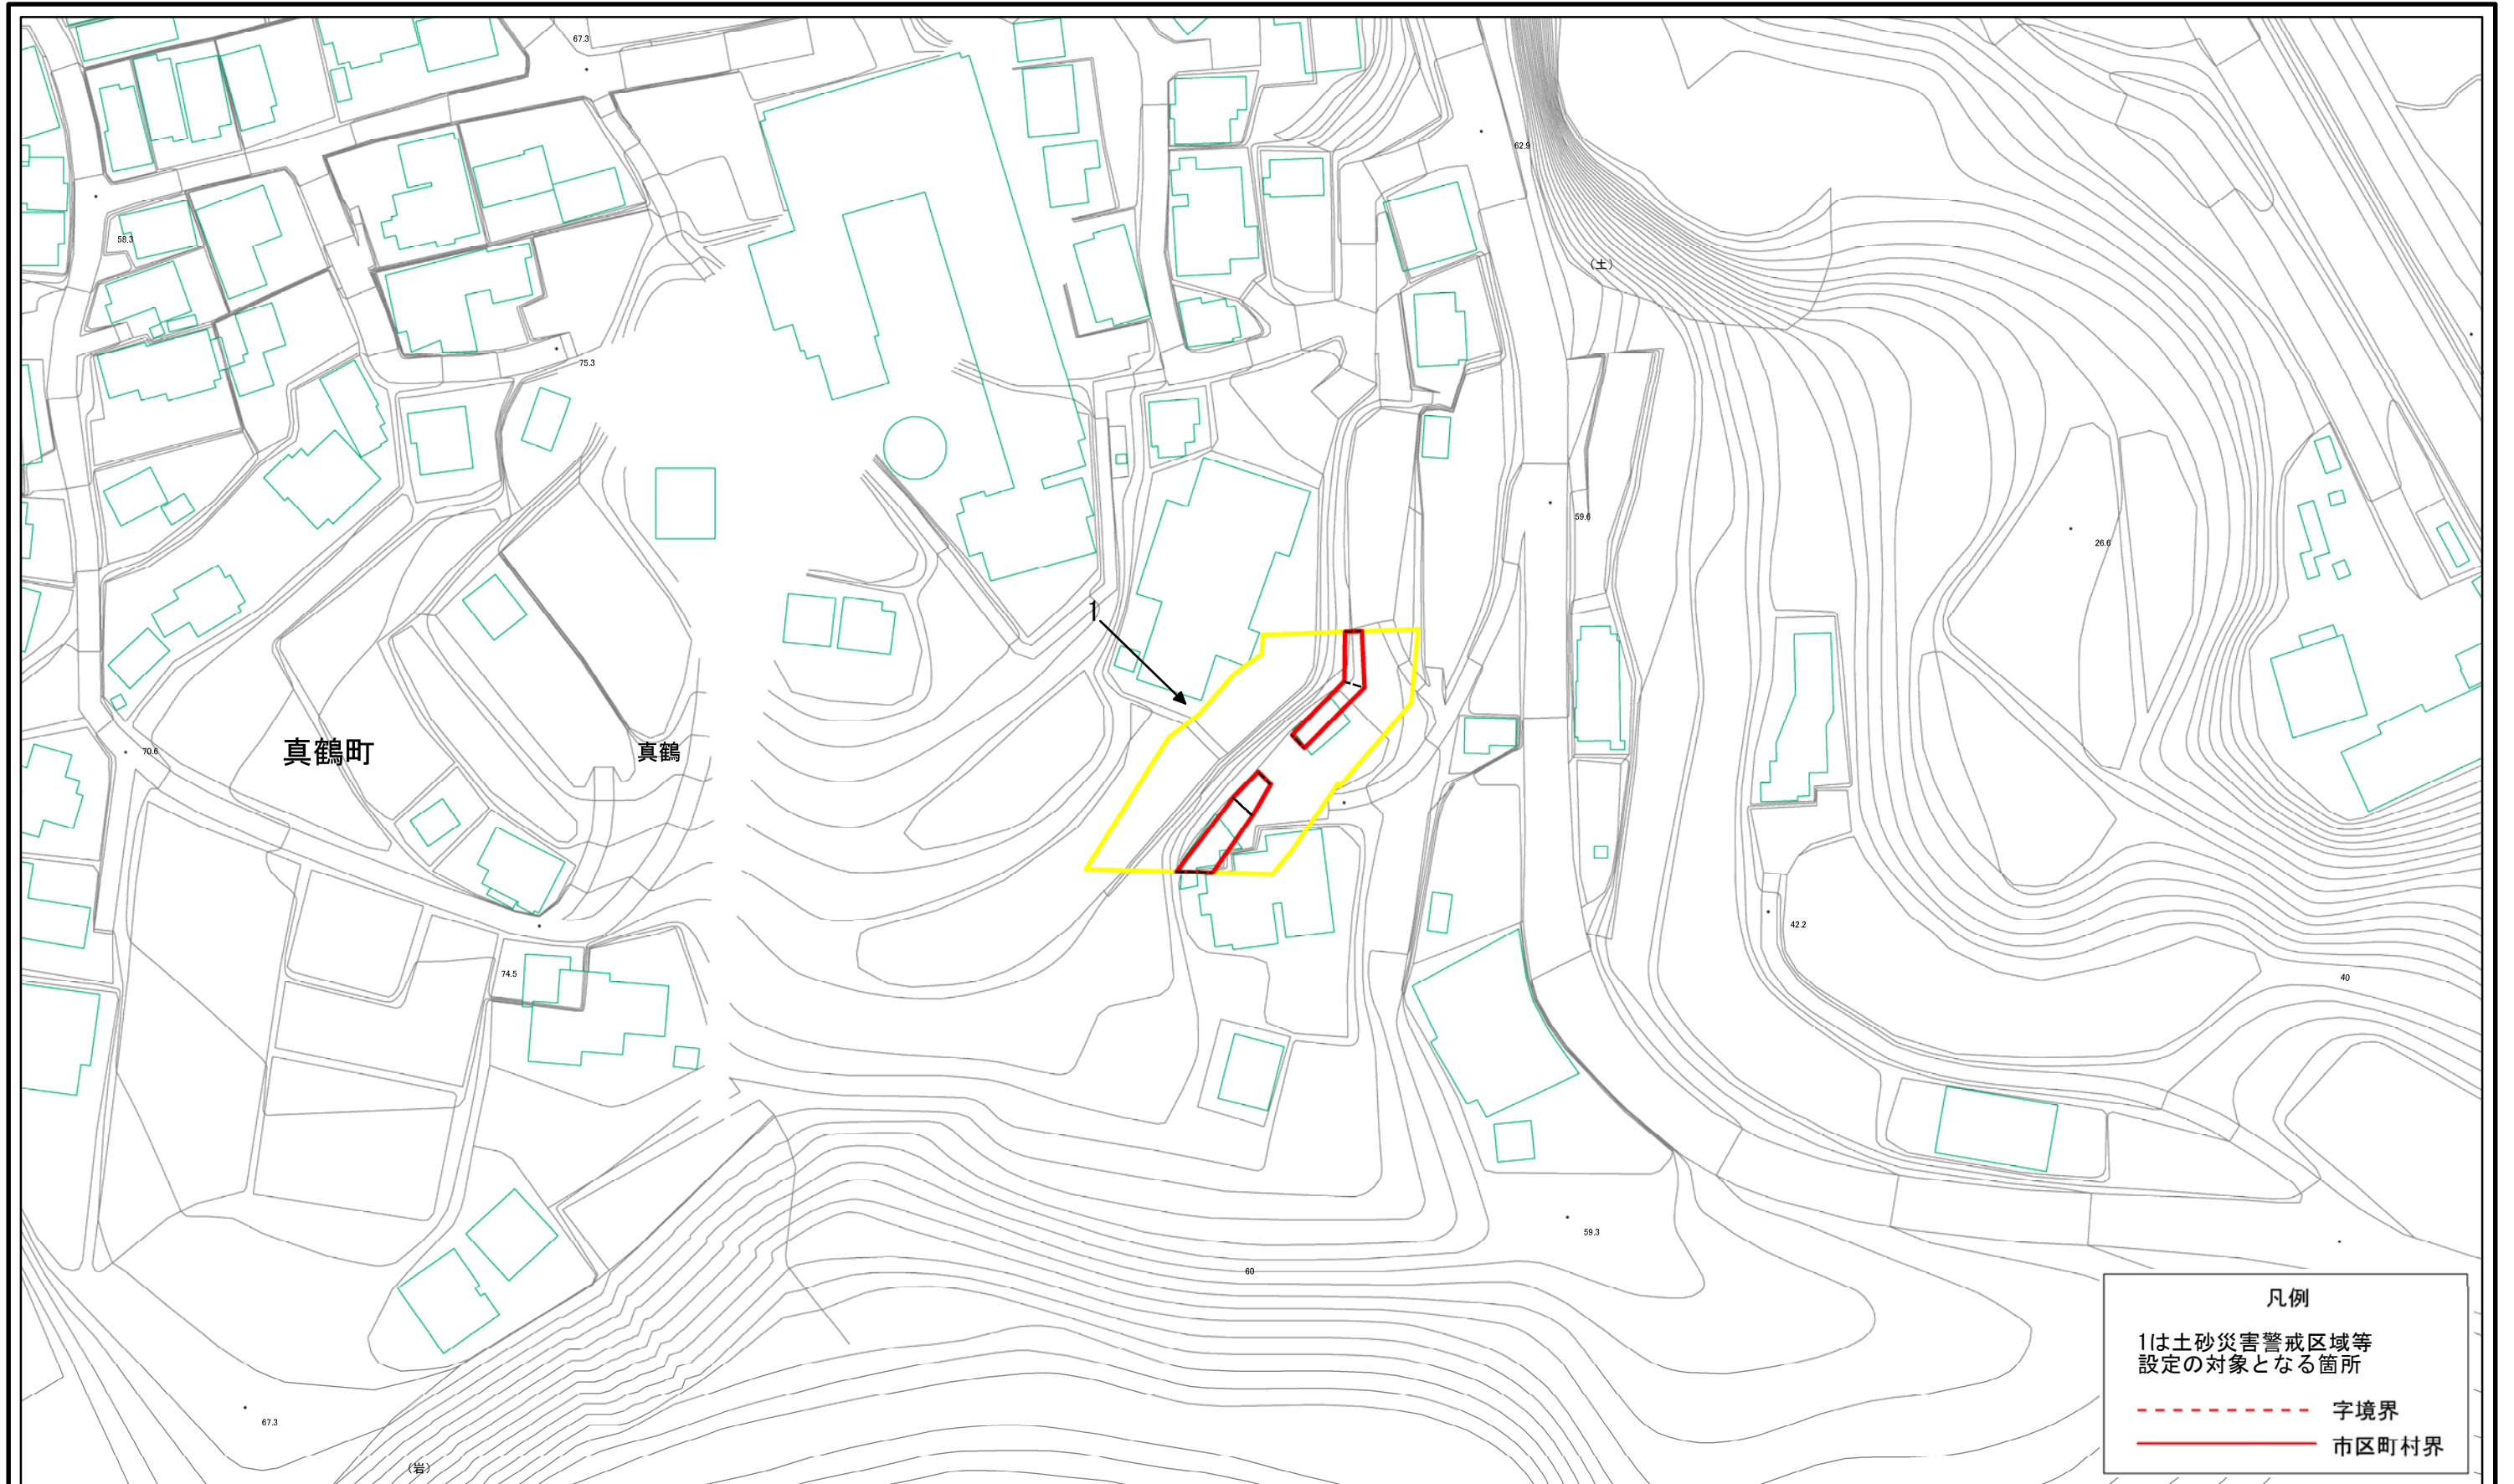 67.3
62.9
58.3
(土)
75.3
59.6
26.6
1
70.6
真鶴町
真鶴
42.2
74.5
40
59.3
60
67.3
(岩)
凡例
1は土砂災害警戒区域等
設定の対象となる箇所
字境界
市区町村界